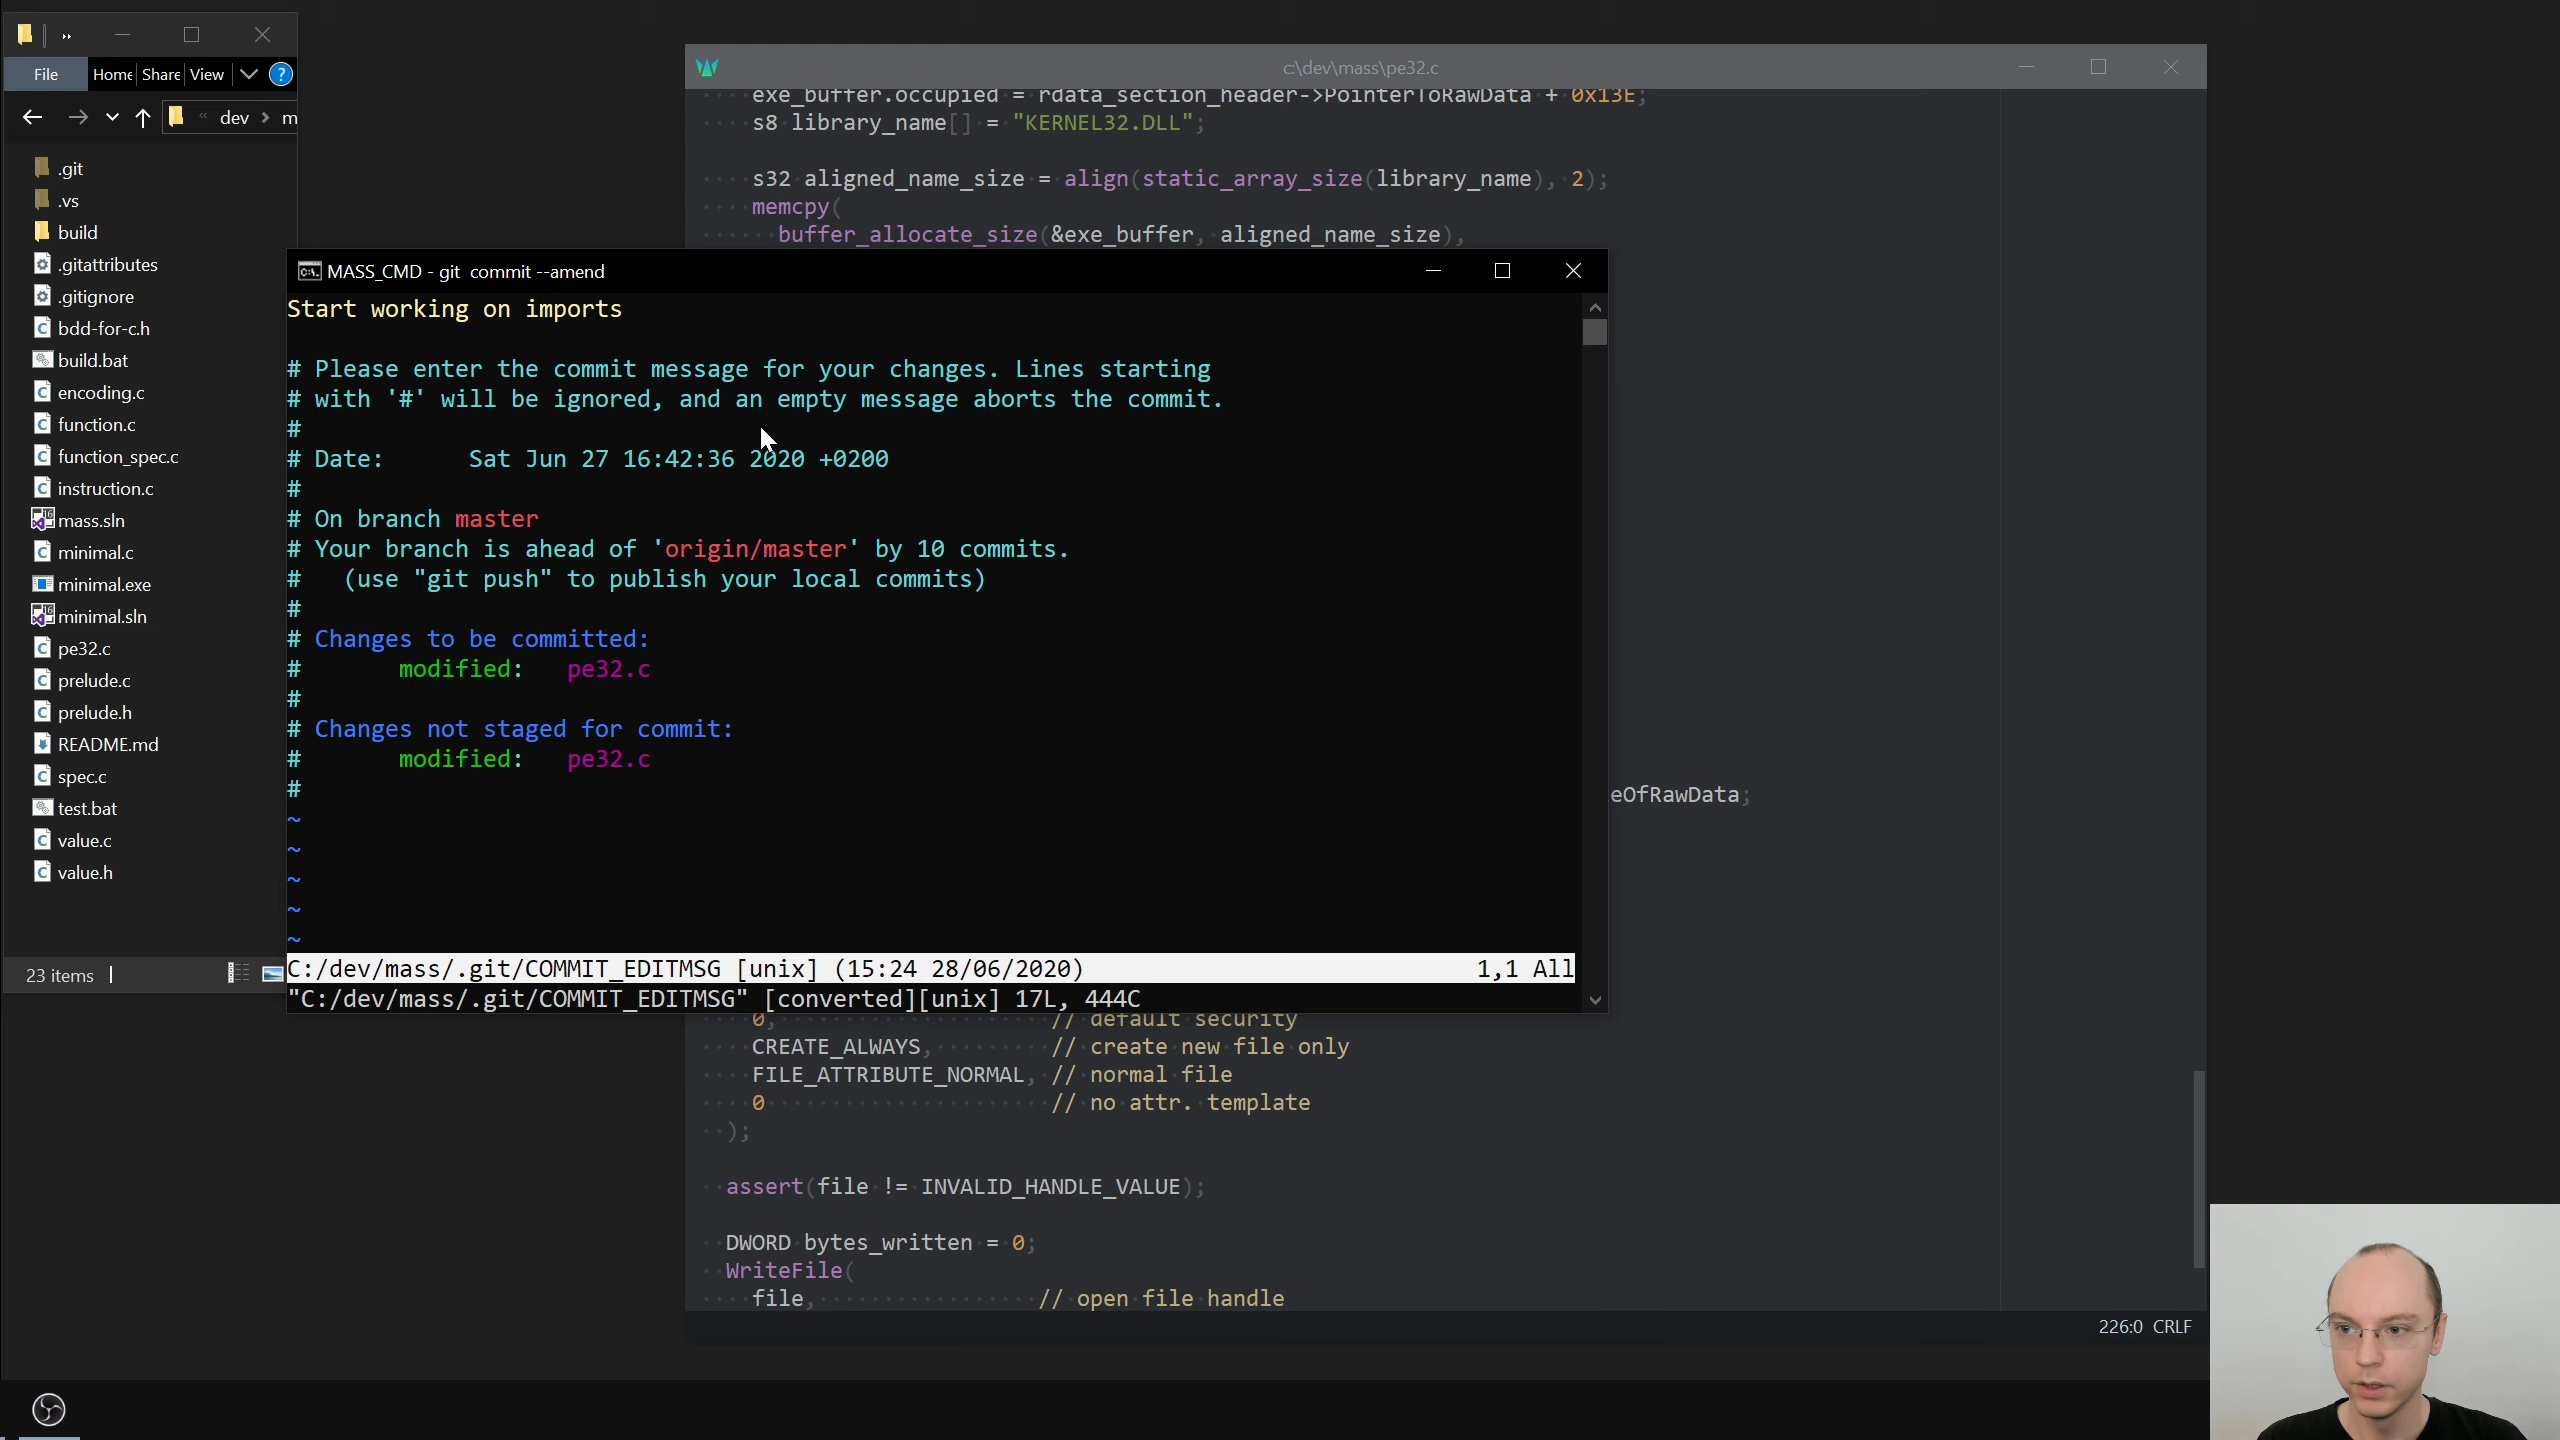 File Home Share View
dev > m
.git
.vs
build
.gitattributes
.gitignore
bdd-for-c.h
build.bat
encoding.c
function.c
function_spec.c
instruction.c
mass.sln
minimal.c
minimal.exe
minimal.sln
pe32.c
prelude.c
prelude.h
README.md
spec.c
test.bat
value.c
value.h
23 items
c:\dev\mass\pe32.c
exe_buffer.occupied = rdata_section_header->PointerToRawData + 0x13E;
s8 library_name[] = "KERNEL32.DLL";
s32 aligned_name_size = align(static_array_size(library_name), 2);
memcpy(
buffer_allocate_size(&exe_buffer, aligned_name_size),
MASS_CMD - git  commit --amend
Start working on imports
# Please enter the commit message for your changes. Lines starting
# with '#' will be ignored, and an empty message aborts the commit.
#
# Date:      Sat Jun 27 16:42:36 2020 +0200
#
# On branch master
# Your branch is ahead of 'origin/master' by 10 commits.
#   (use "git push" to publish your local commits)
#
# Changes to be committed:
#       modified:   pe32.c
#
# Changes not staged for commit:
#       modified:   pe32.c
#
~
~
~
~
~
C:/dev/mass/.git/COMMIT_EDITMSG [unix] (15:24 28/06/2020) 1,1 All
"C:/dev/mass/.git/COMMIT_EDITMSG" [converted][unix] 17L, 444C
eOfRawData;
0, // default security
CREATE_ALWAYS, // create new file only
FILE_ATTRIBUTE_NORMAL, // normal file
0 // no attr. template
);
assert(file != INVALID_HANDLE_VALUE);
DWORD bytes_written = 0;
WriteFile(
file, // open file handle
226:0 CRLF